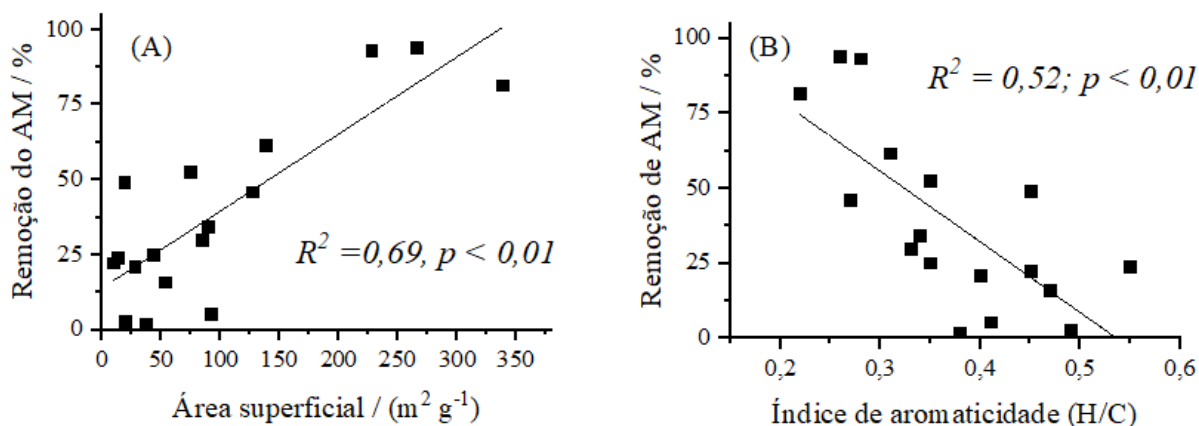 (A)
Remoção do AM / %
100
75
50
25
0
R² =0,69, p < 0,01
0 50 100 150 200 250 300 350
Área superficial / (m² g⁻¹)
(B)
Remoção de AM / %
100
75
50
25
0
R² = 0,52; p < 0,01
0,2 0,3 0,4 0,5 0,6
Índice de aromaticidade (H/C)